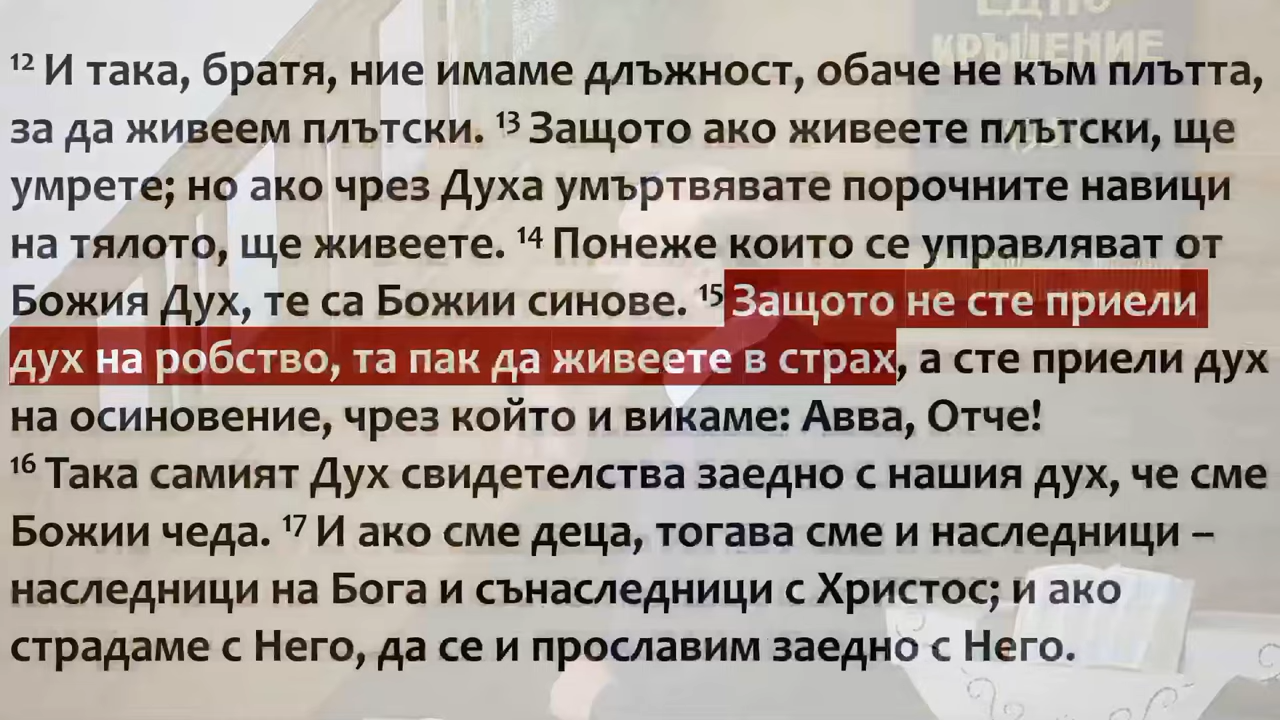 ЕДНО
КРЪЩЕНИЕ
¹² И така, братя, ние имаме длъжност, обаче не към плътта,
за да живеем плътски. ¹³ Защото ако живеете плътски, ще
умрете; но ако чрез Духа умъртвявате порочните навици
на тялото, ще живеете. ¹⁴ Понеже които се управляват от
Божия Дух, те са Божии синове. ¹⁵ Защото не сте приели
дух на робство, та пак да живеете в страх, а сте приели дух
на осиновение, чрез който и викаме: Авва, Отче!
¹⁶ Така самият Дух свидетелства заедно с нашия дух, че сме
Божии чеда. ¹⁷ И ако сме деца, тогава сме и наследници –
наследници на Бога и сънаследници с Христос; и ако
страдаме с Него, да се и прославим заедно с Него.